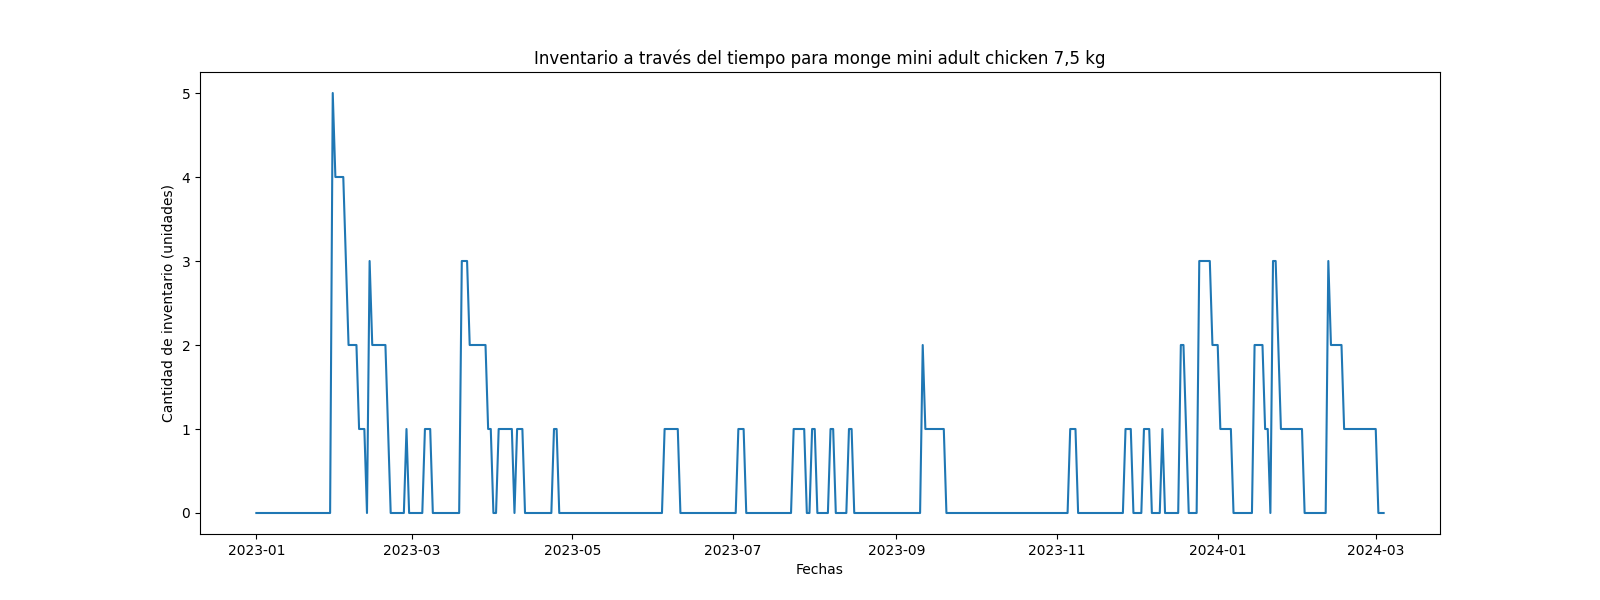 Inventario a través del tiempo para monge mini adult chicken 7,5 kg
Cantidad de inventario (unidades)
5
4
3
2
1
0
2023-01 2023-03 2023-05 2023-07 2023-09 2023-11 2024-01 2024-03
Fechas